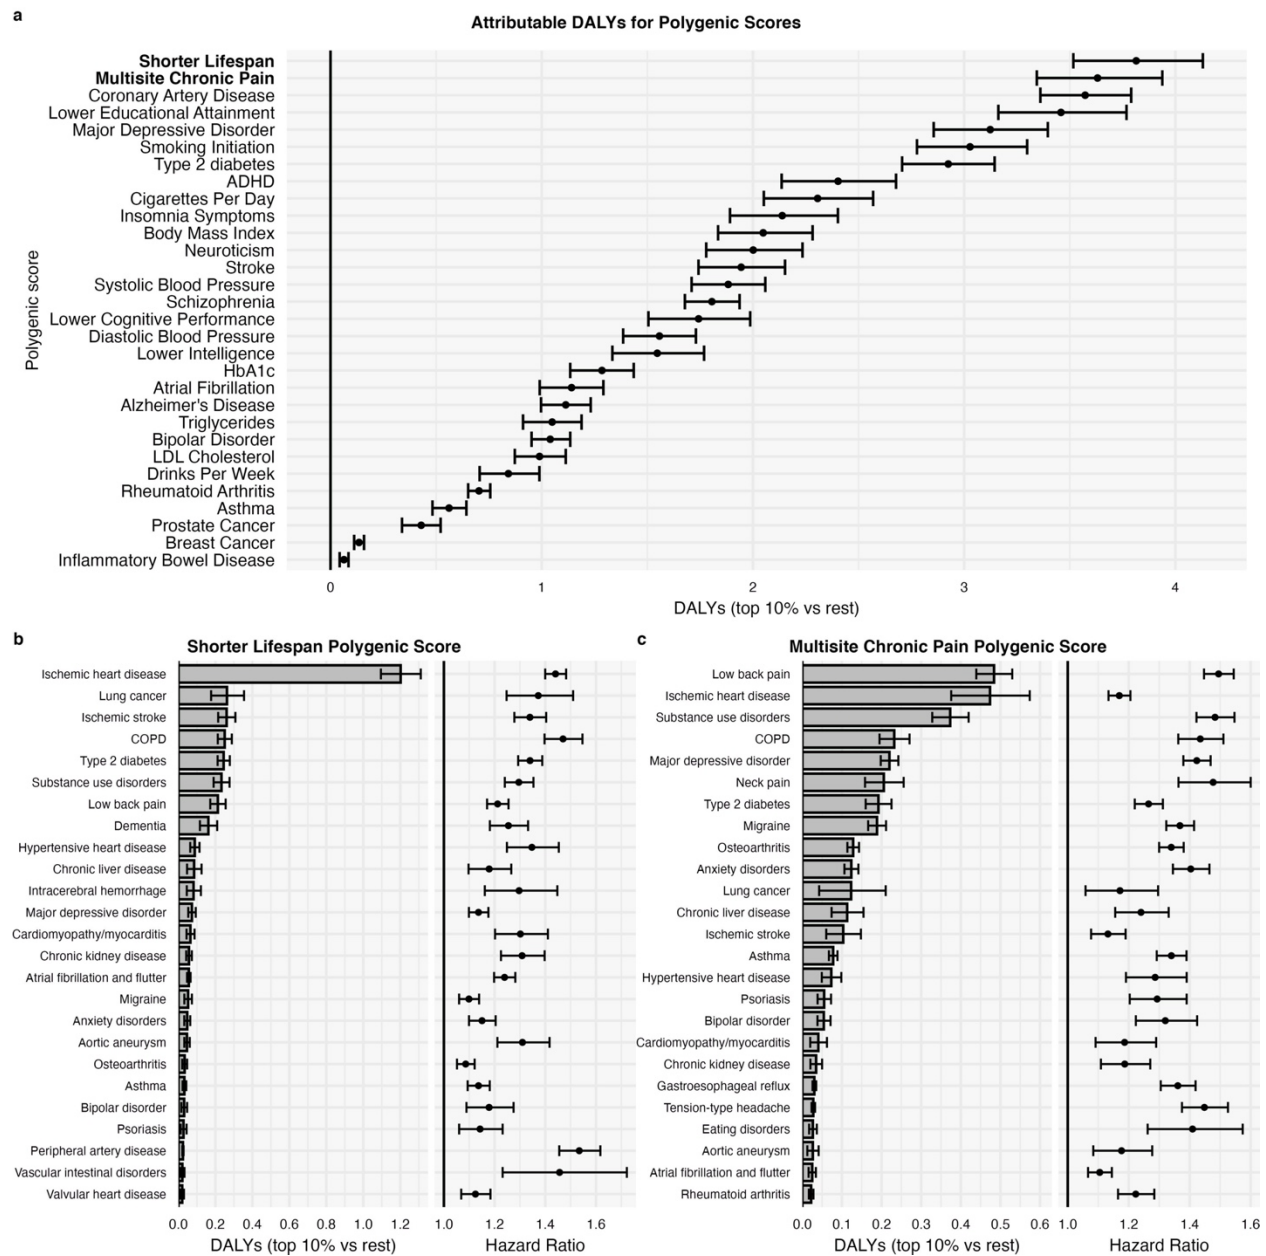 a
Attributable DALYs for Polygenic Scores
Polygenic score
Shorter Lifespan
Multisite Chronic Pain
Coronary Artery Disease
Lower Educational Attainment
Major Depressive Disorder
Smoking Initiation
Type 2 diabetes
ADHD
Cigarettes Per Day
Insomnia Symptoms
Body Mass Index
Neuroticism
Stroke
Systolic Blood Pressure
Schizophrenia
Lower Cognitive Performance
Diastolic Blood Pressure
Lower Intelligence
HbA1c
Atrial Fibrillation
Alzheimer's Disease
Triglycerides
Bipolar Disorder
LDL Cholesterol
Drinks Per Week
Rheumatoid Arthritis
Asthma
Prostate Cancer
Breast Cancer
Inflammatory Bowel Disease
0 1 2 3 4
DALYs (top 10% vs rest)
b
Shorter Lifespan Polygenic Score
Ischemic heart disease
Lung cancer
Ischemic stroke
COPD
Type 2 diabetes
Substance use disorders
Low back pain
Dementia
Hypertensive heart disease
Chronic liver disease
Intracerebral hemorrhage
Major depressive disorder
Cardiomyopathy/myocarditis
Chronic kidney disease
Atrial fibrillation and flutter
Migraine
Anxiety disorders
Aortic aneurysm
Osteoarthritis
Asthma
Bipolar disorder
Psoriasis
Peripheral artery disease
Vascular intestinal disorders
Valvular heart disease
0.0 0.2 0.4 0.6 0.8 1.0 1.2
DALYs (top 10% vs rest)
1.0 1.2 1.4 1.6
Hazard Ratio
c
Multisite Chronic Pain Polygenic Score
Low back pain
Ischemic heart disease
Substance use disorders
COPD
Major depressive disorder
Neck pain
Type 2 diabetes
Migraine
Osteoarthritis
Anxiety disorders
Lung cancer
Chronic liver disease
Ischemic stroke
Asthma
Hypertensive heart disease
Psoriasis
Bipolar disorder
Cardiomyopathy/myocarditis
Chronic kidney disease
Gastroesophageal reflux
Tension-type headache
Eating disorders
Aortic aneurysm
Atrial fibrillation and flutter
Rheumatoid arthritis
0.0 0.1 0.2 0.3 0.4 0.5 0.6
DALYs (top 10% vs rest)
1.0 1.2 1.4 1.6
Hazard Ratio